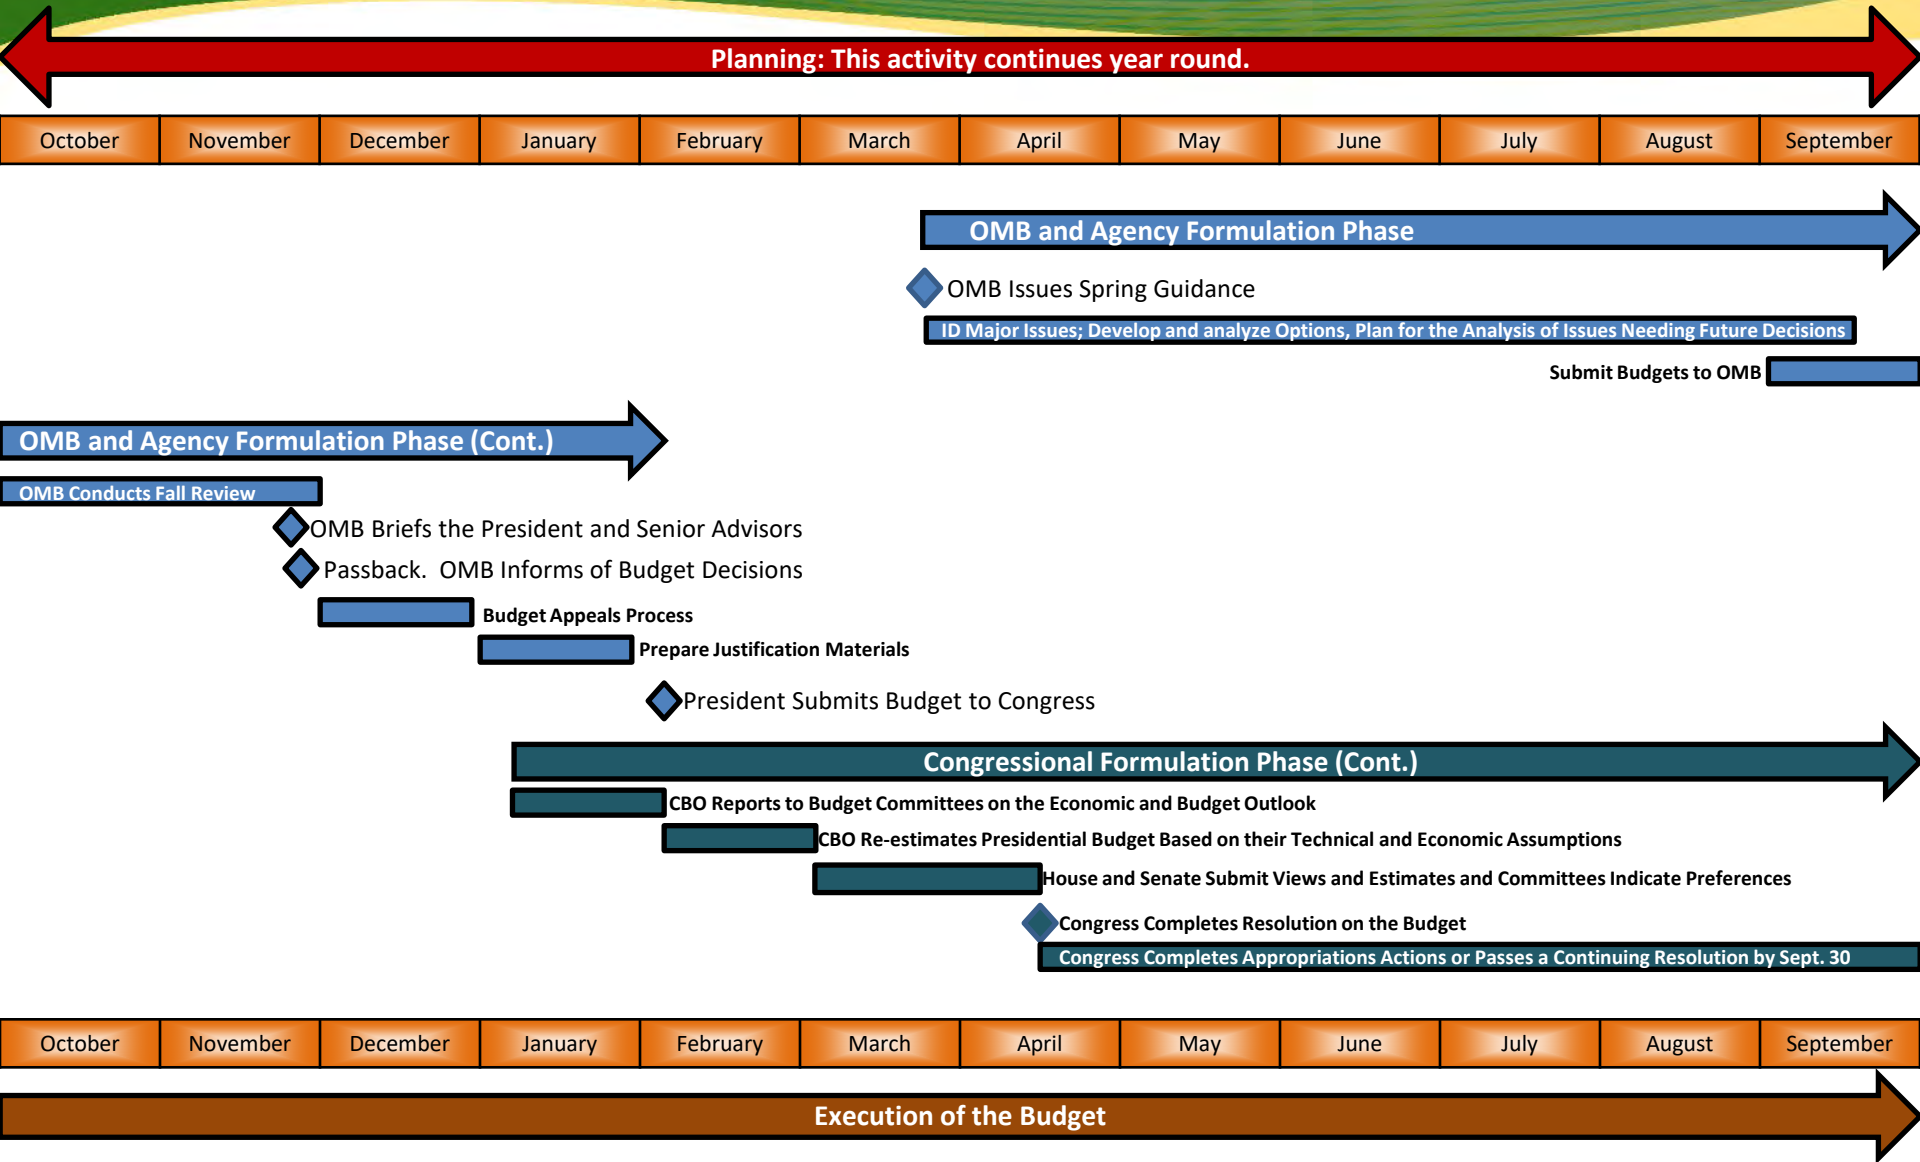 Planning: This activity continues year round.
October November December January February March April May June July August September
OMB and Agency Formulation Phase
OMB Issues Spring Guidance
ID Major Issues; Develop and analyze Options, Plan for the Analysis of Issues Needing Future Decisions
Submit Budgets to OMB
OMB and Agency Formulation Phase (Cont.)
OMB Conducts Fall Review
OMB Briefs the President and Senior Advisors
Passback.  OMB Informs of Budget Decisions
Budget Appeals Process
Prepare Justification Materials
President Submits Budget to Congress
Congressional Formulation Phase (Cont.)
CBO Reports to Budget Committees on the Economic and Budget Outlook
CBO Re-estimates Presidential Budget Based on their Technical and Economic Assumptions
House and Senate Submit Views and Estimates and Committees Indicate Preferences
Congress Completes Resolution on the Budget
Congress Completes Appropriations Actions or Passes a Continuing Resolution by Sept. 30
October November December January February March April May June July August September
Execution of the Budget